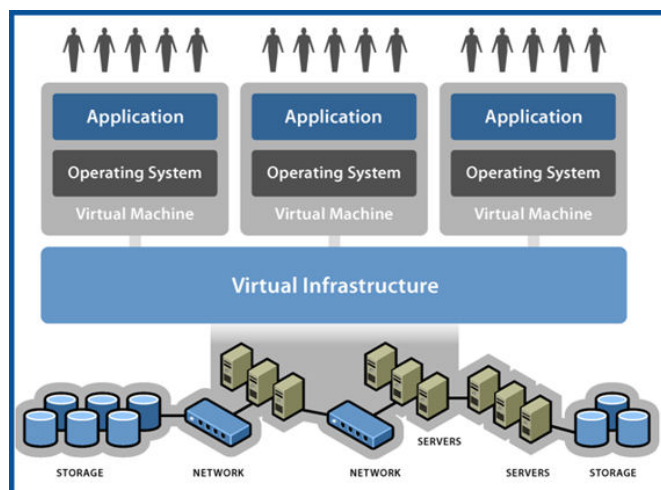 Application
Operating System
Virtual Machine
Application
Operating System
Virtual Machine
Application
Operating System
Virtual Machine
Virtual Infrastructure
STORAGE
NETWORK
NETWORK
SERVERS
SERVERS
STORAGE